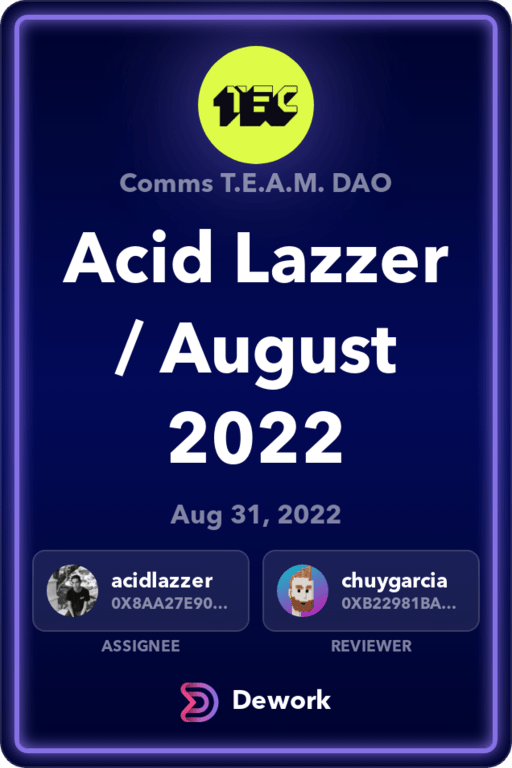 TEC
Comms T.E.A.M. DAO
Acid Lazzer
/ August
2022
Aug 31, 2022
acidlazzer
0X8AA27E90...
chuygarcia
0XB22981BA...
ASSIGNEE
REVIEWER
Dework